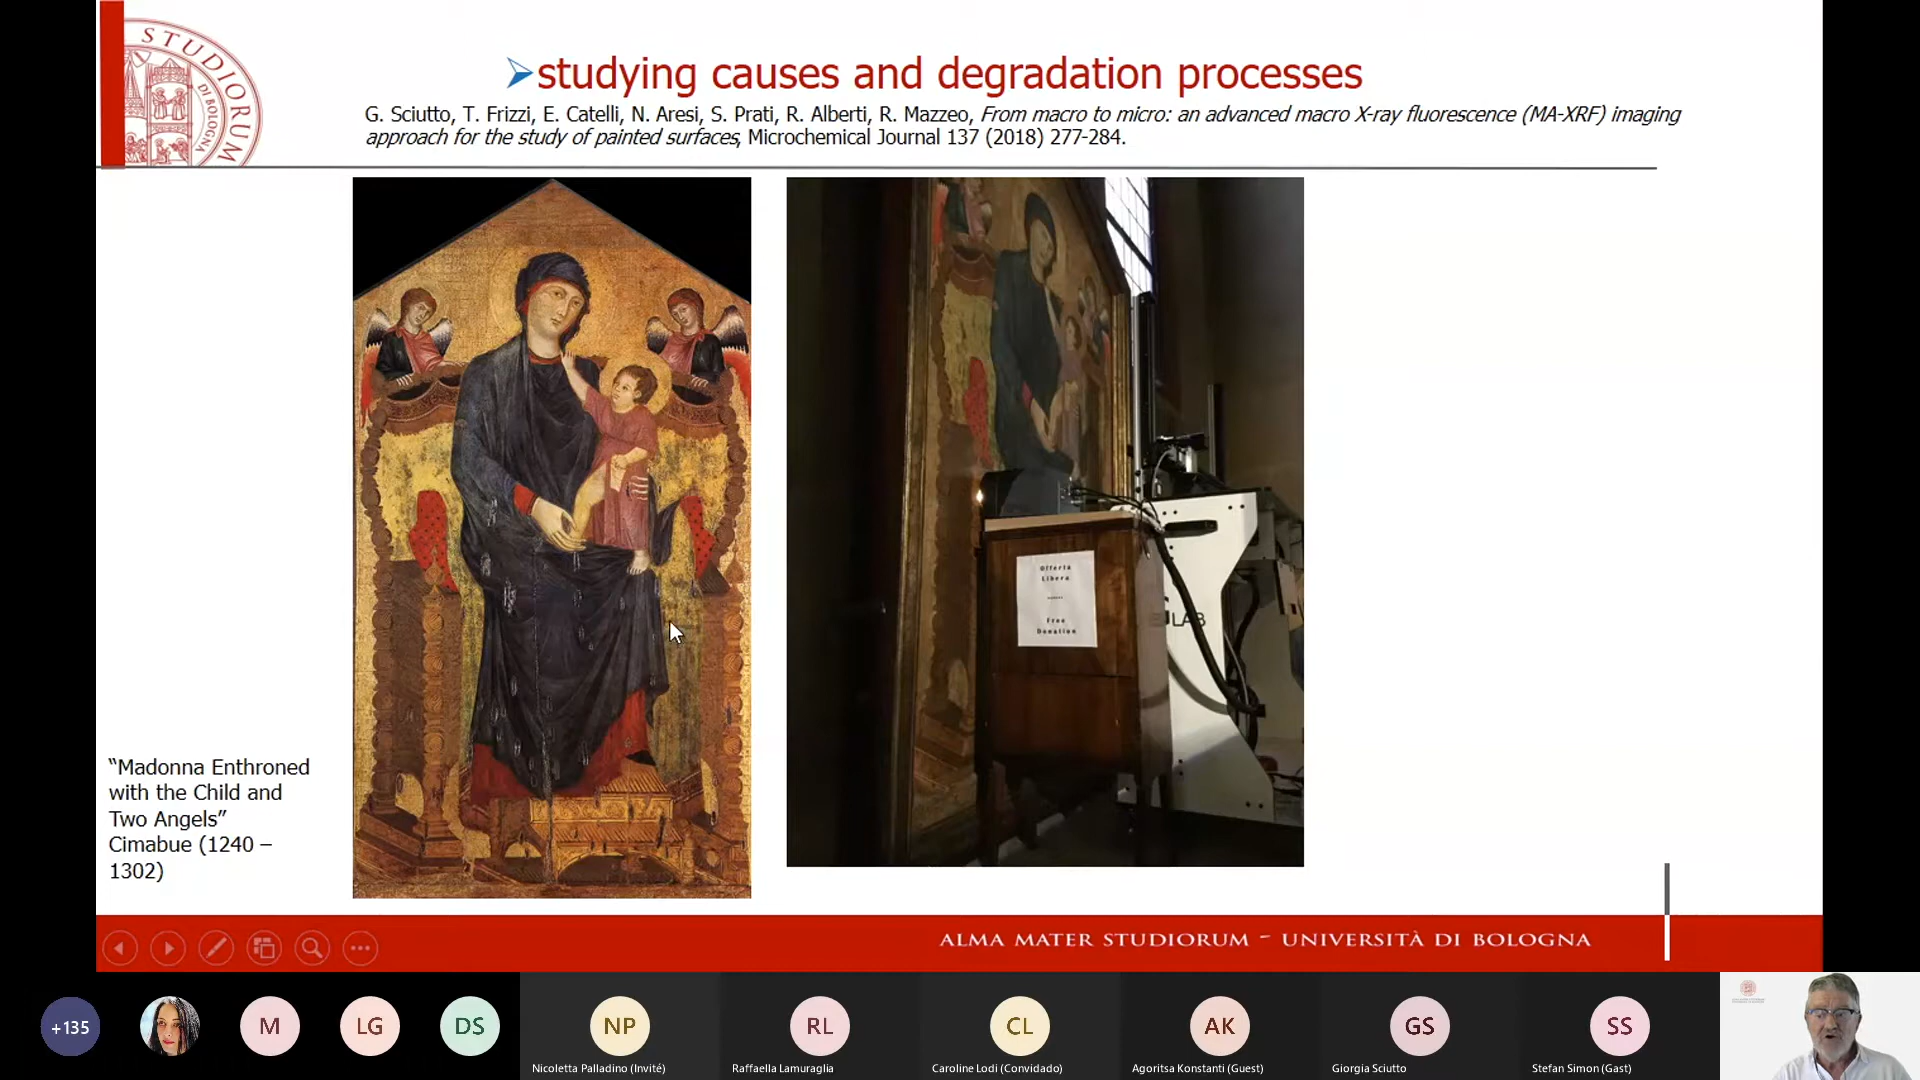 STUDIORUM
DI BOLOGNA
➢studying causes and degradation processes
G. Sciutto, T. Frizzi, E. Catelli, N. Aresi, S. Prati, R. Alberti, R. Mazzeo, From macro to micro: an advanced macro X-ray fluorescence (MA-XRF) imaging
approach for the study of painted surfaces, Microchemical Journal 137 (2018) 277-284.
Offerta
Libera
Free
Donation
LAB
“Madonna Enthroned
with the Child and
Two Angels”
Cimabue (1240 –
1302)
ALMA MATER STUDIORUM – UNIVERSITÀ DI BOLOGNA
+135
M
LG
DS
NP
RL
CL
AK
GS
SS
Nicoletta Palladino (Invité)
Raffaella Lamuraglia
Caroline Lodi (Convidado)
Agoritsa Konstanti (Guest)
Giorgia Sciutto
Stefan Simon (Gast)